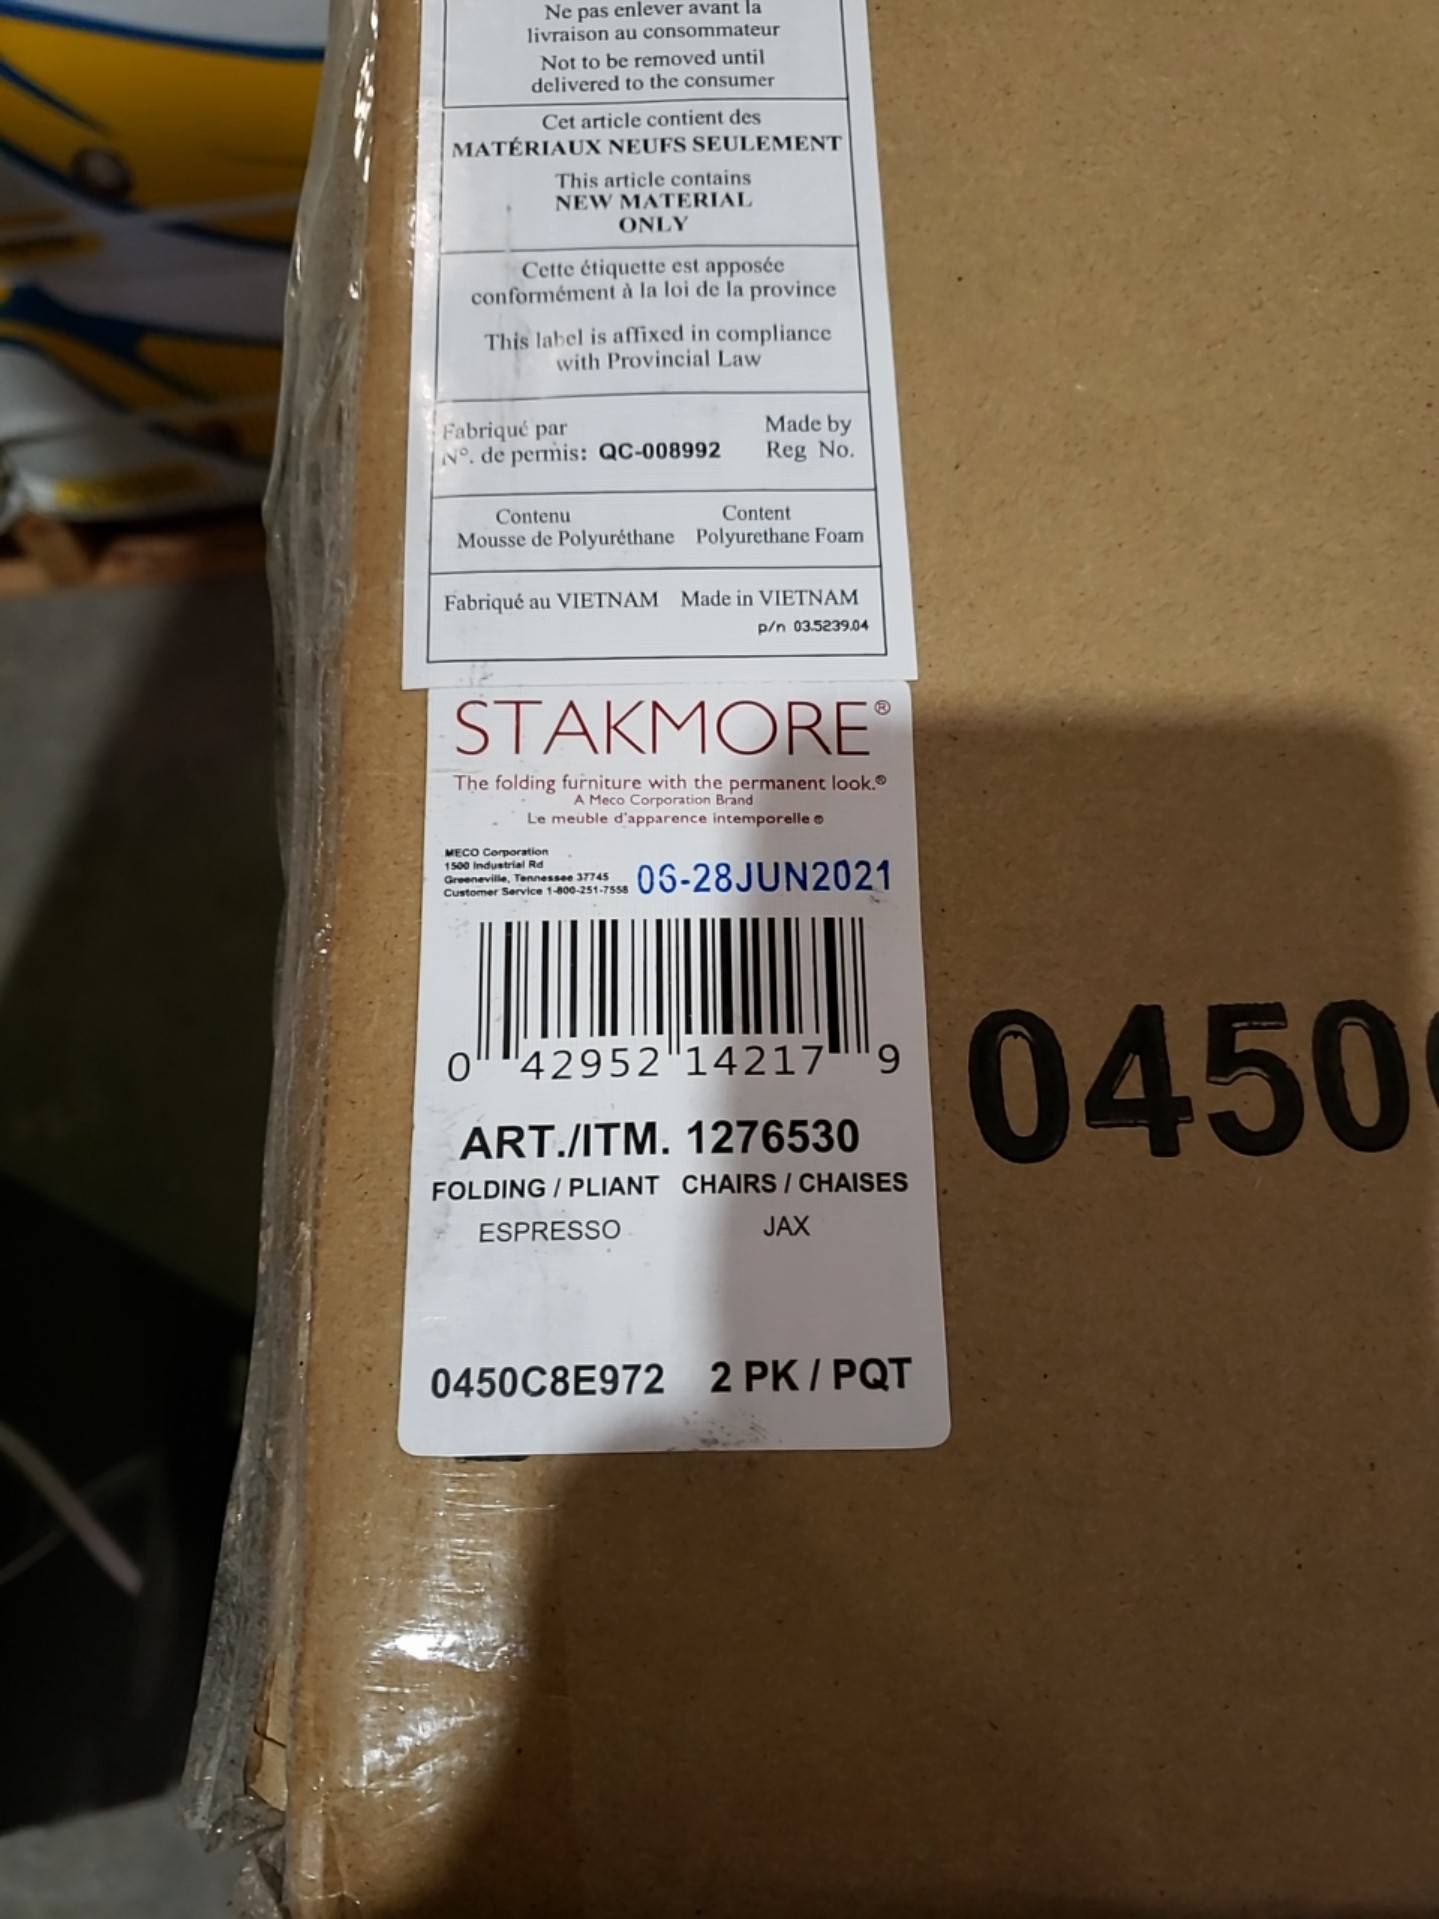 Ne pas enlever avant la
livraison au consommateur
Not to be removed until
delivered to the consumer
Cet article contient des
MATÉRIAUX NEUFS SEULEMENT
This article contains
NEW MATERIAL
ONLY
Cette étiquette est apposée
conformément à la loi de la province
This label is affixed in compliance
with Provincial Law
Fabriqué par Made by
N°. de permis: QC-008992 Reg No.
Contenu Content
Mousse de Polyuréthane Polyurethane Foam
Fabriqué au VIETNAM Made in VIETNAM
p/n 03.5239.04
STAKMORE®
The folding furniture with the permanent look.®
A Meco Corporation Brand
Le meuble d'apparence intemporelle ®
MECO Corporation
1500 Industrial Rd
Greeneville, Tennessee 37745
Customer Service 1-800-251-7558
06-28JUN2021
0 42952 14217 9
ART./ITM. 1276530
FOLDING / PLIANT CHAIRS / CHAISES
ESPRESSO JAX
0450C8E972 2 PK / PQT
0450